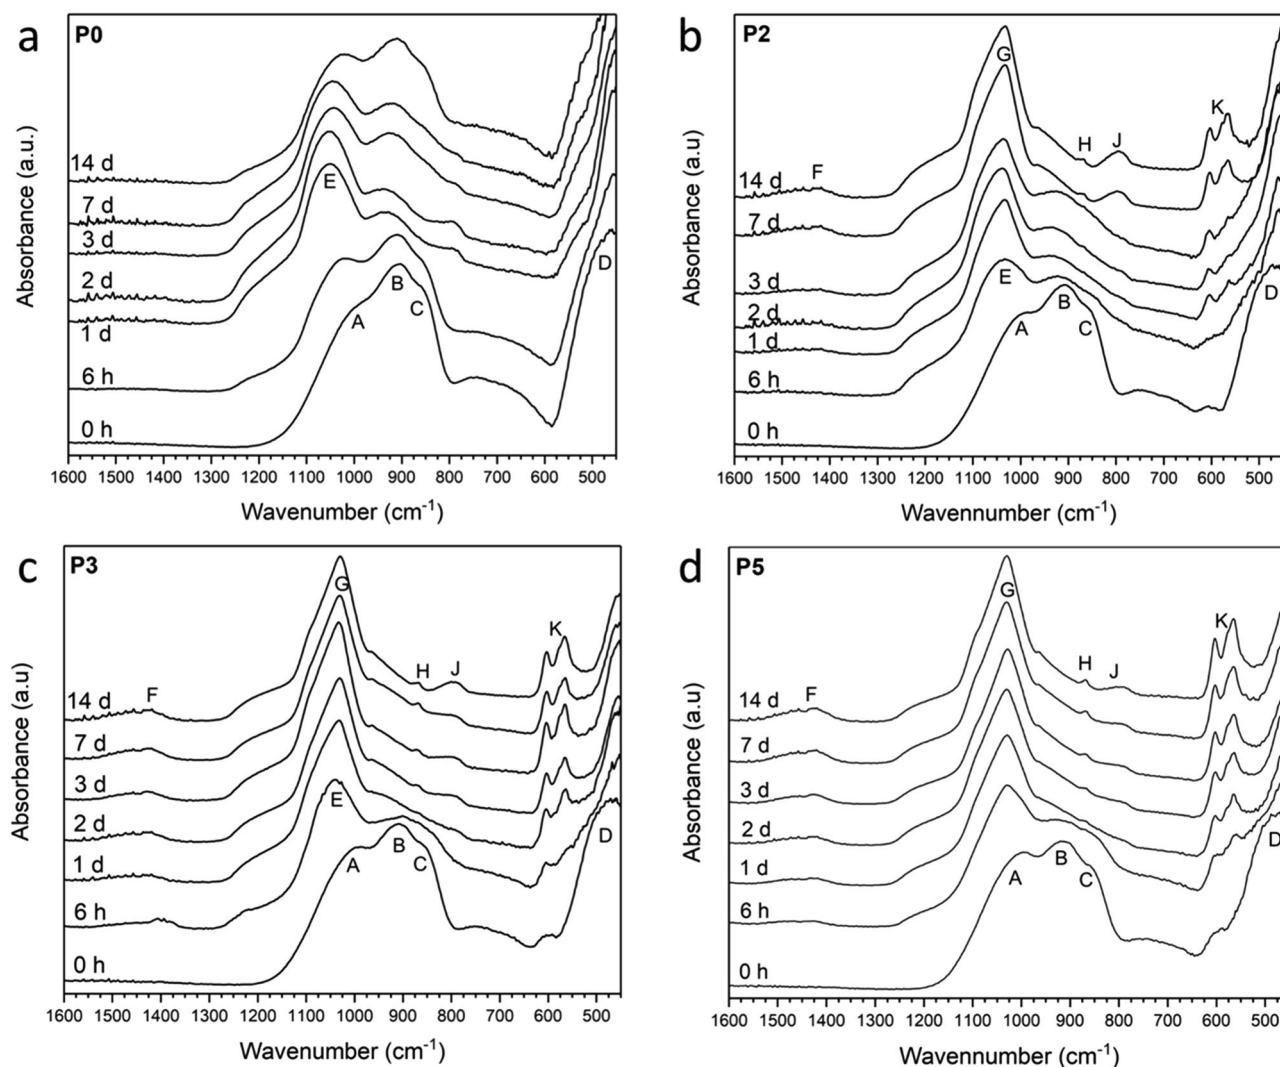 a
P0
Absorbance (a.u.)
14 d
7 d
3 d
2 d
1 d
6 h
0 h
E
A
B
C
D
1600 1500 1400 1300 1200 1100 1000 900 800 700 600 500
Wavenumber (cm-1)
b
P2
Absorbance (a.u)
14 d
7 d
3 d
2 d
1 d
6 h
0 h
F
G
H
J
K
E
A
B
C
D
1600 1500 1400 1300 1200 1100 1000 900 800 700 600 500
Wavennumber (cm-1)
c
P3
Absorbance (a.u)
14 d
7 d
3 d
2 d
1 d
6 h
0 h
F
G
H
J
K
E
A
B
C
D
1600 1500 1400 1300 1200 1100 1000 900 800 700 600 500
Wavenumber (cm-1)
d
P5
Absorbance (a.u)
14 d
7 d
3 d
2 d
1 d
6 h
0 h
F
G
H
J
K
A
B
C
D
1600 1500 1400 1300 1200 1100 1000 900 800 700 600 500
Wavennumber (cm-1)